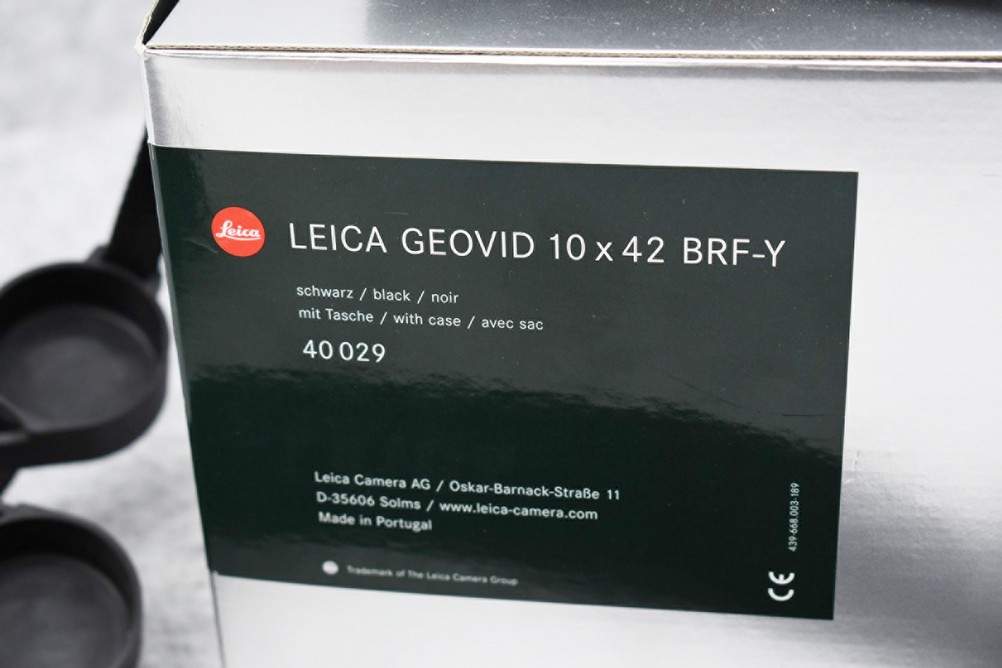 Leica
LEICA GEOVID 10 x 42 BRF-Y
schwarz / black / noir
mit Tasche / with case / avec sac
40 029
Leica Camera AG / Oskar-Barnack-Straße 11
D-35606 Solms / www.leica-camera.com
Made in Portugal
Trademark of The Leica Camera Group
439-668.003-189
CE